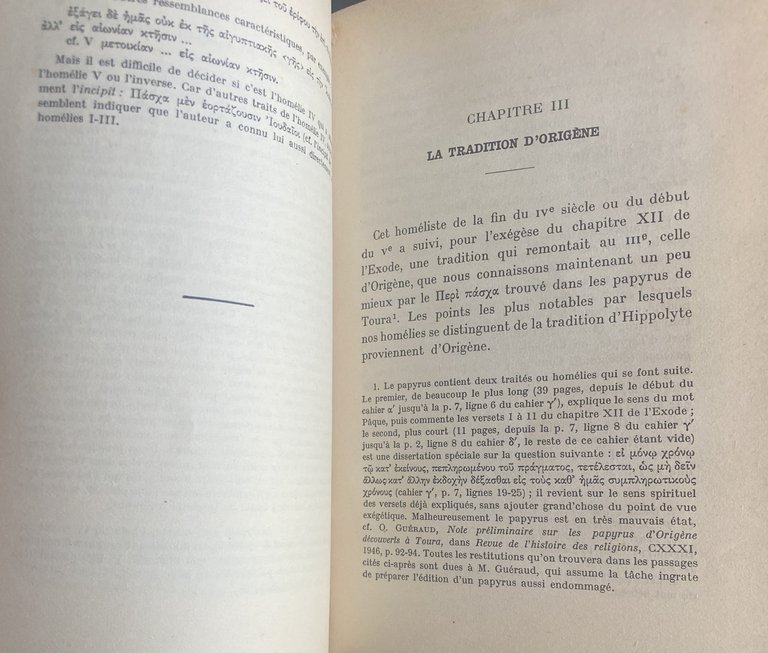 ressemblances caractéristiques, par
ἐξάγει δὲ ἡμᾶς οὐκ ἐκ τῆς αἰγυπτιακῆς <γῆς> εἰς τὴν
ἀλλ' εἰς αἰωνίαν κτῆσιν ...
cf. V μετοικίαν ... εἰς αἰωνίαν κτῆσιν.
Mais il est difficile de décider si c'est l'homélie IV qui
l'homélie V ou l'inverse. Car d'autres traits de l'homélie IV,
ment l'incipit : Πάσχα μὲν ἑορτάζουσιν Ἰουδαῖοι (cf. l'incipit
semblent indiquer que l'auteur a connu lui aussi
homélies I-III.
CHAPITRE III
LA TRADITION D'ORIGÈNE
Cet homéliste de la fin du IVe siècle ou du début
du Ve a suivi, pour l'exégèse du chapitre XII de
l'Exode, une tradition qui remontait au IIIe, celle
d'Origène, que nous connaissons maintenant un peu
mieux par le Περὶ πάσχα trouvé dans les papyrus de
Toura¹. Les points les plus notables par lesquels
nos homélies se distinguent de la tradition d'Hippolyte
proviennent d'Origène.
1. Le papyrus contient deux traités ou homélies qui se font suite.
Le premier, de beaucoup le plus long (39 pages, depuis le début du
cahier α' jusqu'à la p. 7, ligne 6 du cahier γ'), explique le sens du mot
Pâque, puis commente les versets 1 à 11 du chapitre XII de l'Exode ;
le second, plus court (11 pages, depuis la p. 7, ligne 8 du cahier γ'
jusqu'à la p. 2, ligne 8 du cahier δ', le reste de ce cahier étant vide)
est une dissertation spéciale sur la question suivante : εἰ μόνῳ χρόνῳ
τῷ κατ' ἐκείνους, πεπληρωμένου τοῦ πράγματος, τετέλεσται, ὡς μὴ δεῖν
ἄλλως κατ' ἄλλην ἐκδοχὴν δέξασθαι εἰς τοὺς καθ' ἡμᾶς συμπληρωτικοὺς
χρόνους (cahier γ', p. 7, lignes 19-25) ; il revient sur le sens spirituel
des versets déjà expliqués, sans ajouter grand'chose du point de vue
exégétique. Malheureusement le papyrus est en très mauvais état,
cf. O. GUÉRAUD, Note préliminaire sur les papyrus d'Origène
découverts à Toura, dans Revue de l'histoire des religions, CXXXI,
1946, p. 92-94. Toutes les restitutions qu'on trouvera dans les passages
cités ci-après sont dues à M. Guéraud, qui assume la tâche ingrate
de préparer l'édition d'un papyrus aussi endommagé.